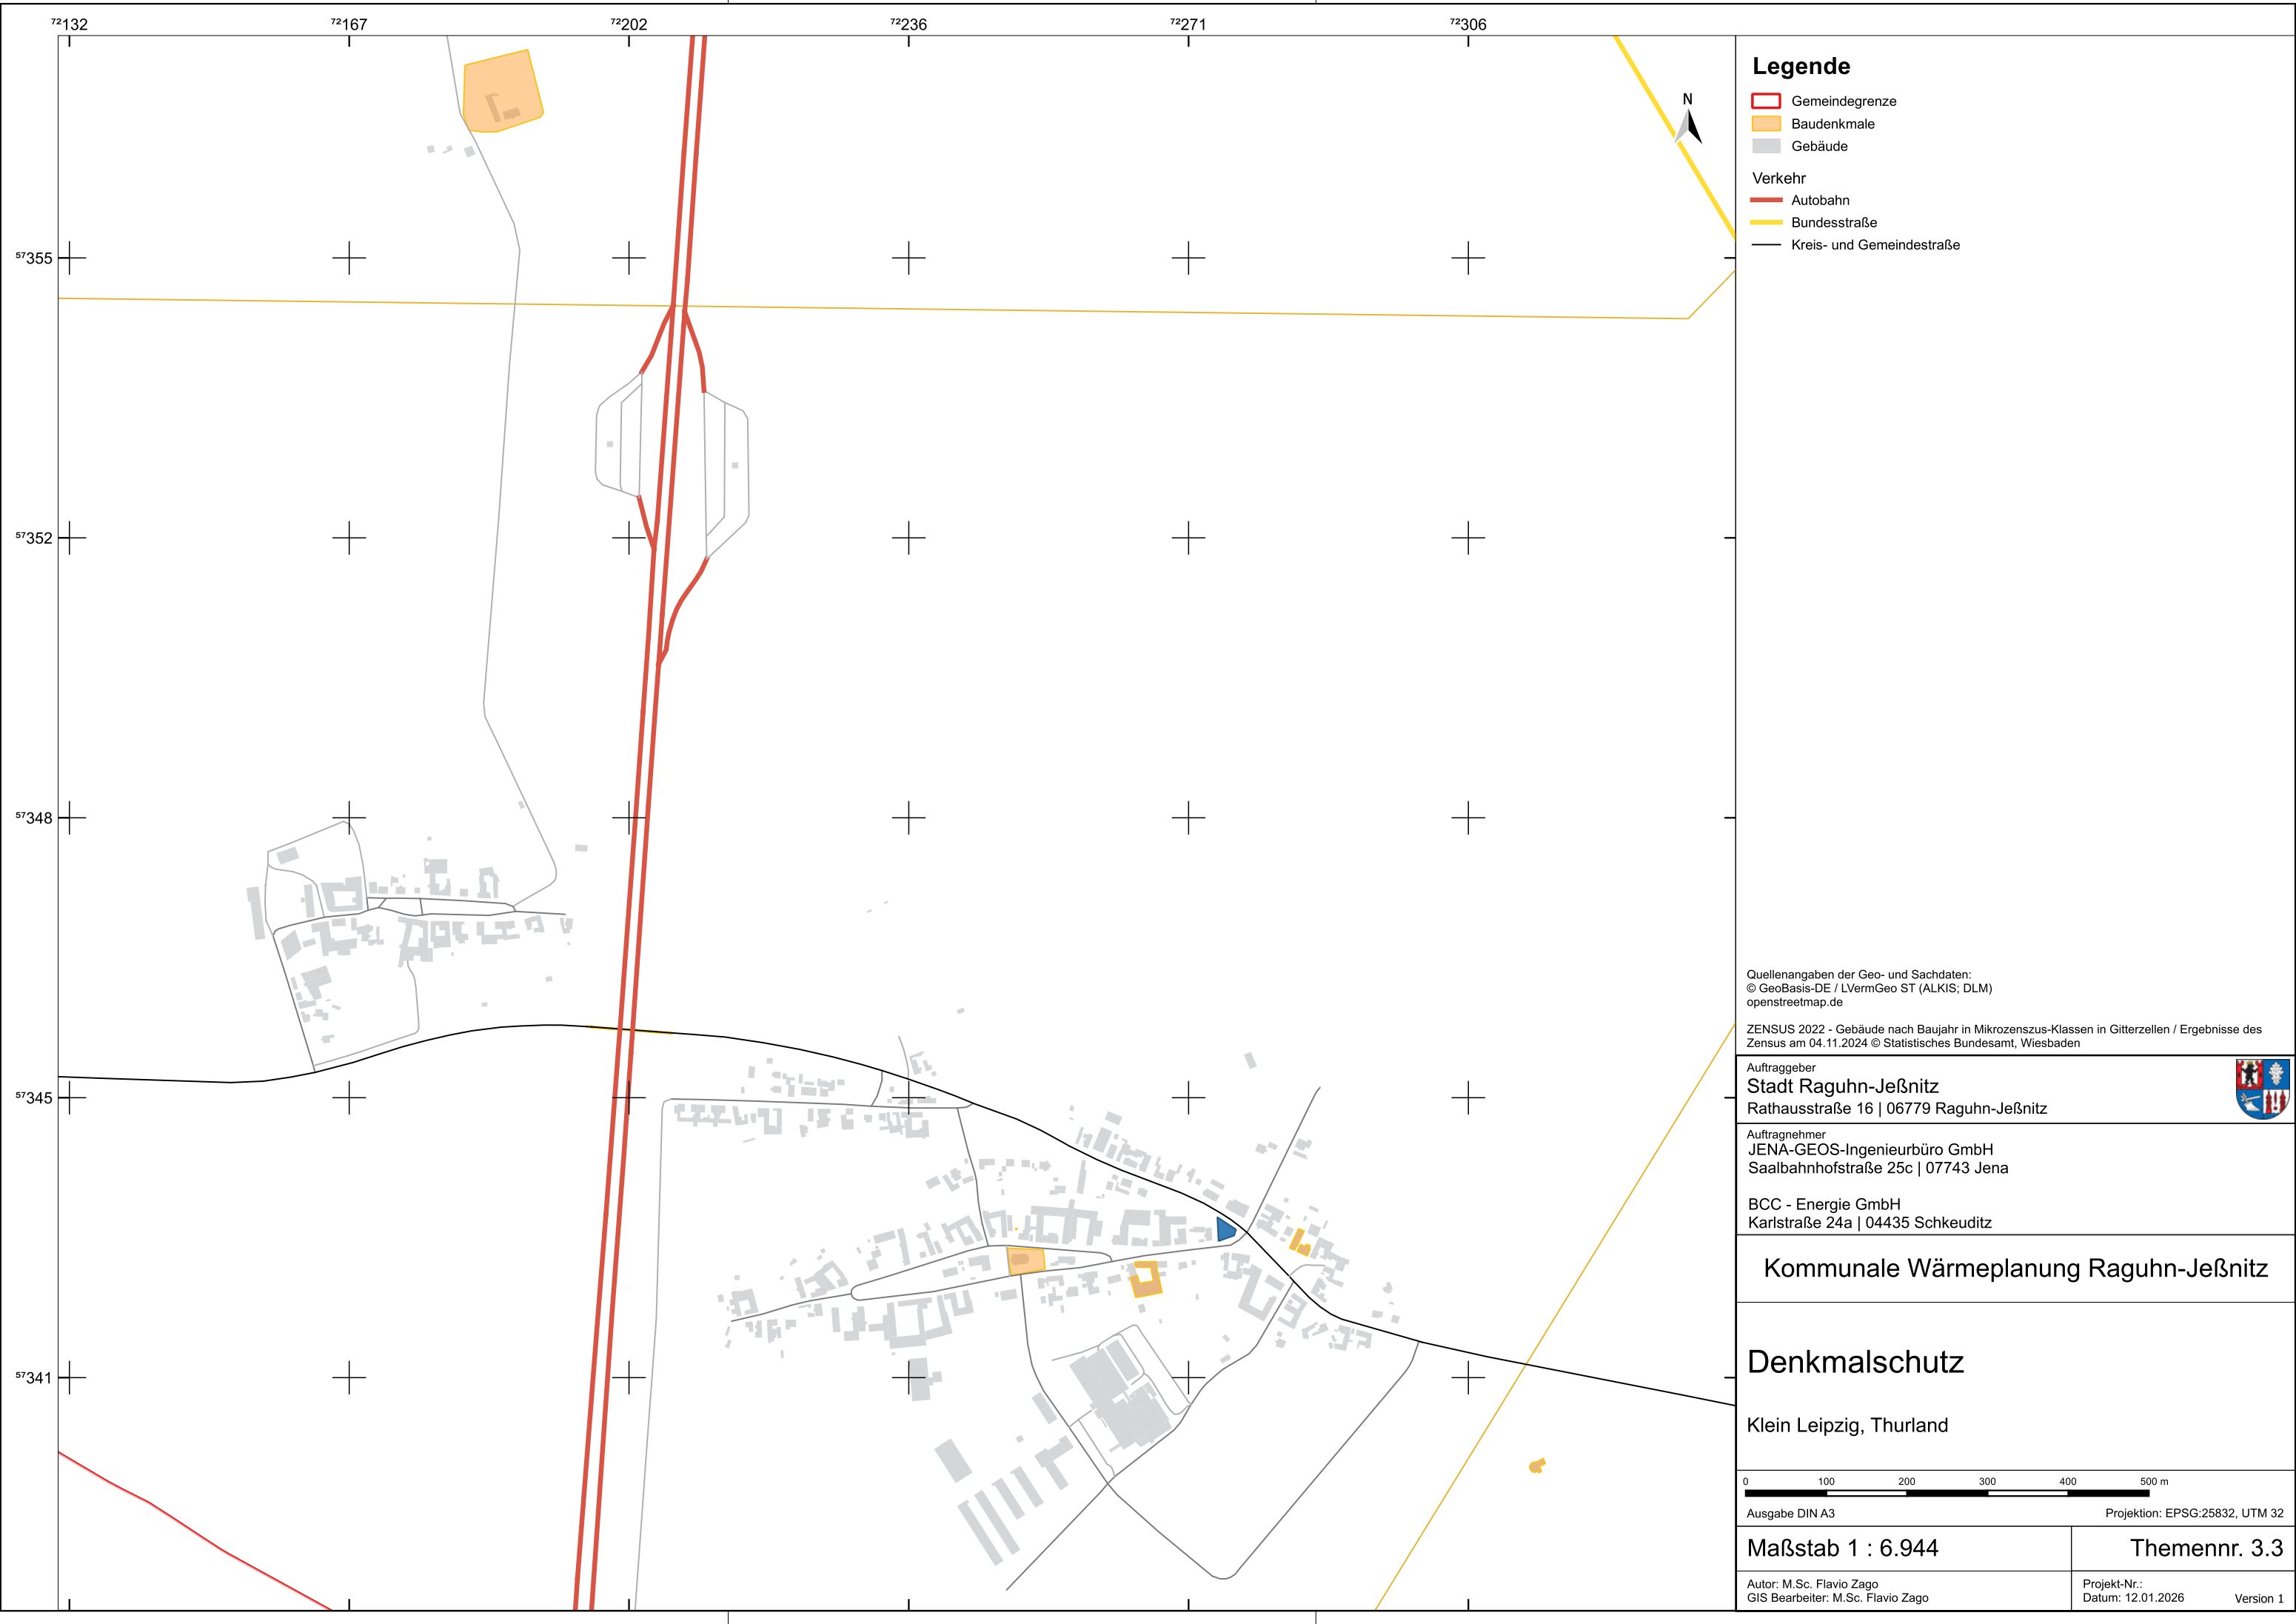 72132 72167 72202 72236 72271 72306
57355
57352
57348
57345
57341
N
Legende
Gemeindegrenze
Baudenkmale
Gebäude
Verkehr
Autobahn
Bundesstraße
Kreis- und Gemeindestraße
Quellenangaben der Geo- und Sachdaten:
© GeoBasis-DE / LVermGeo ST (ALKIS; DLM)
openstreetmap.de
ZENSUS 2022 - Gebäude nach Baujahr in Mikrozenszus-Klassen in Gitterzellen / Ergebnisse des
Zensus am 04.11.2024 © Statistisches Bundesamt, Wiesbaden
Auftraggeber
Stadt Raguhn-Jeßnitz
Rathausstraße 16 | 06779 Raguhn-Jeßnitz
Auftragnehmer
JENA-GEOS-Ingenieurbüro GmbH
Saalbahnhofstraße 25c | 07743 Jena
BCC - Energie GmbH
Karlstraße 24a | 04435 Schkeuditz
Kommunale Wärmeplanung Raguhn-Jeßnitz
Denkmalschutz
Klein Leipzig, Thurland
0 100 200 300 400 500 m
Ausgabe DIN A3 Projektion: EPSG:25832, UTM 32
Maßstab 1 : 6.944 Themennr. 3.3
Autor: M.Sc. Flavio Zago Projekt-Nr.:
GIS Bearbeiter: M.Sc. Flavio Zago Datum: 12.01.2026 Version 1